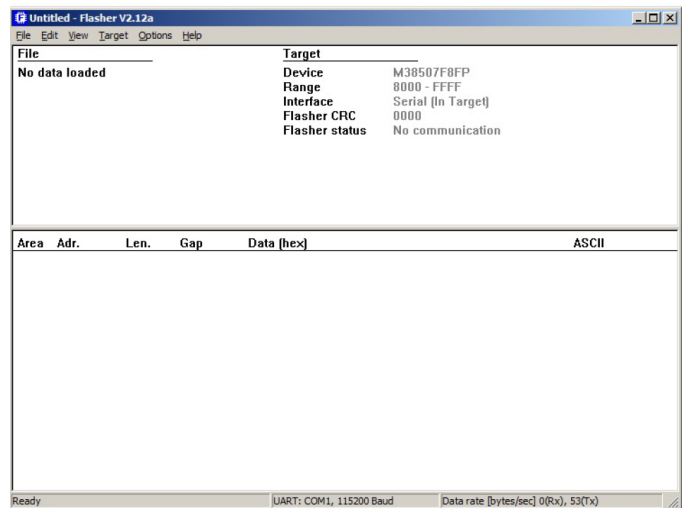 Untitled - Flasher V2.12a
File Edit View Target Options Help
File
No data loaded
Target
Device M38507F8FP
Range 8000 - FFFF
Interface Serial (In Target)
Flasher CRC 0000
Flasher status No communication
Area Adr. Len. Gap Data (hex) ASCII
Ready UART: COM1, 115200 Baud Data rate [bytes/sec] 0(Rx), 53(Tx)